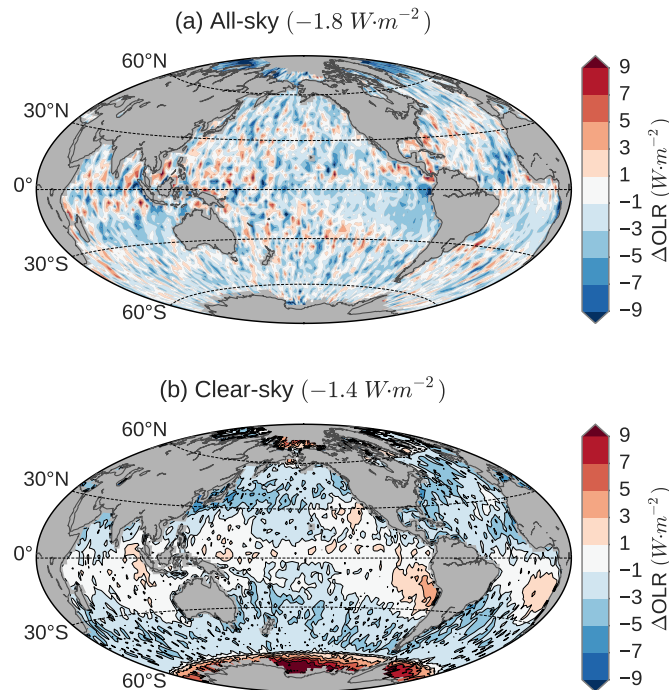 (a) All-sky (−1.8 W·m⁻²)
60°N
30°N
0°
30°S
60°S
9
7
5
3
1
−1
−3
−5
−7
−9
ΔOLR (W·m⁻²)
(b) Clear-sky (−1.4 W·m⁻²)
60°N
30°N
0°
30°S
60°S
9
7
5
3
1
−1
−3
−5
−7
−9
ΔOLR (W·m⁻²)